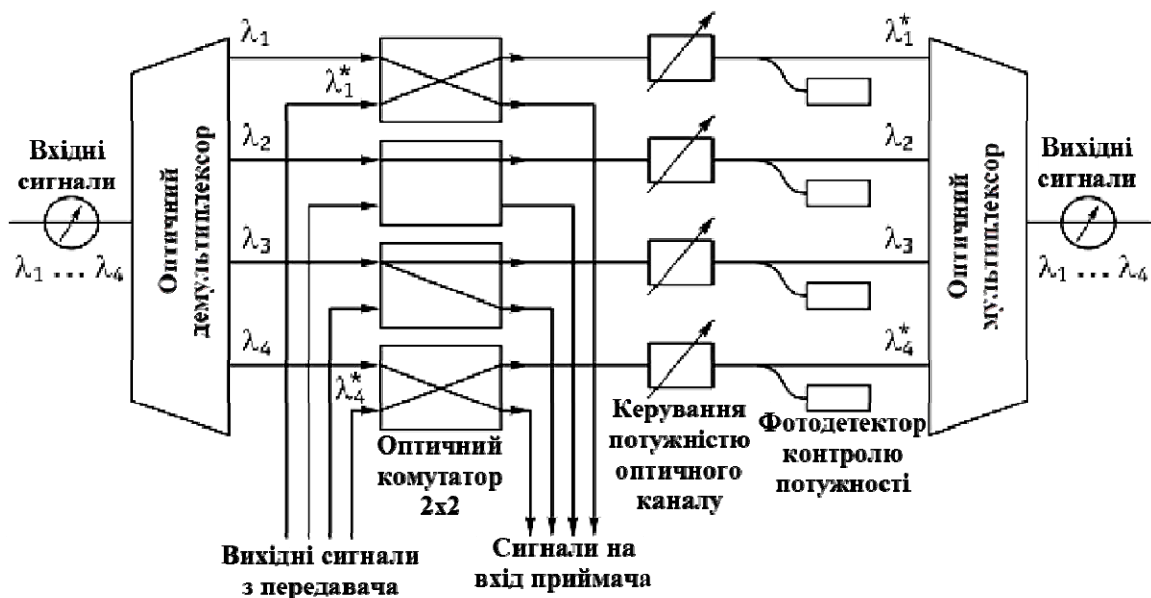 λ1
λ1*
λ1*
Вхідні
сигнали
λ1 ... λ4
Оптичний
демультиплексор
λ2
λ2
λ3
λ3
λ4
λ4*
λ4*
Оптичний
комутатор
2x2
Керування
потужністю
оптичного
каналу
Фотодетектор
контролю
потужності
Оптичний
мультиплексор
Вихідні
сигнали
λ1 ... λ4
Вихідні сигнали
з передавача
Сигнали на
вхід приймача